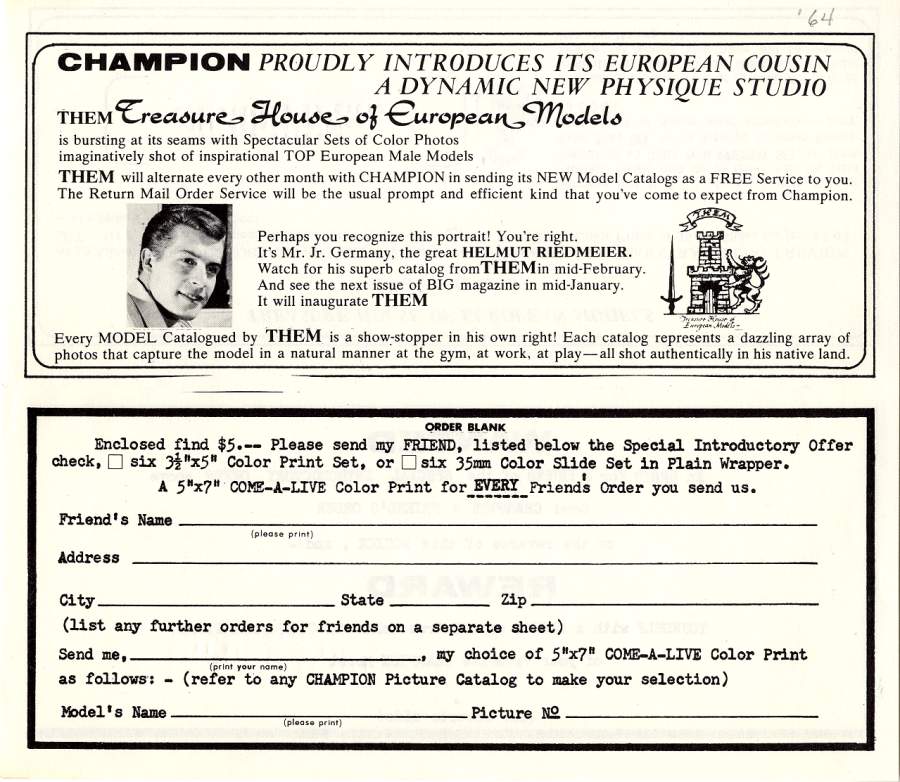 '64
CHAMPION PROUDLY INTRODUCES ITS EUROPEAN COUSIN
A DYNAMIC NEW PHYSIQUE STUDIO
THEM Treasure House of European Models
is bursting at its seams with Spectacular Sets of Color Photos
imaginatively shot of inspirational TOP European Male Models
THEM will alternate every other month with CHAMPION in sending its NEW Model Catalogs as a FREE Service to you.
The Return Mail Order Service will be the usual prompt and efficient kind that you've come to expect from Champion.
Perhaps you recognize this portrait! You're right.
It's Mr. Jr. Germany, the great HELMUT RIEDMEIER.
Watch for his superb catalog from THEM in mid-February.
And see the next issue of BIG magazine in mid-January.
It will inaugurate THEM
THEM
Treasure House of
European Models
Every MODEL Catalogued by THEM is a show-stopper in his own right! Each catalog represents a dazzling array of
photos that capture the model in a natural manner at the gym, at work, at play—all shot authentically in his native land.
ORDER BLANK
Enclosed find $5.-- Please send my FRIEND, listed below the Special Introductory Offer
check, □ six 3½"x5" Color Print Set, or □ six 35mm Color Slide Set in Plain Wrapper.
A 5"x7" COME-A-LIVE Color Print for EVERY Friend's Order you send us.
Friend's Name
(please print)
Address
City State Zip
(list any further orders for friends on a separate sheet)
Send me, , my choice of 5"x7" COME-A-LIVE Color Print
(print your name)
as follows: - (refer to any CHAMPION Picture Catalog to make your selection)
Model's Name Picture No
(please print)